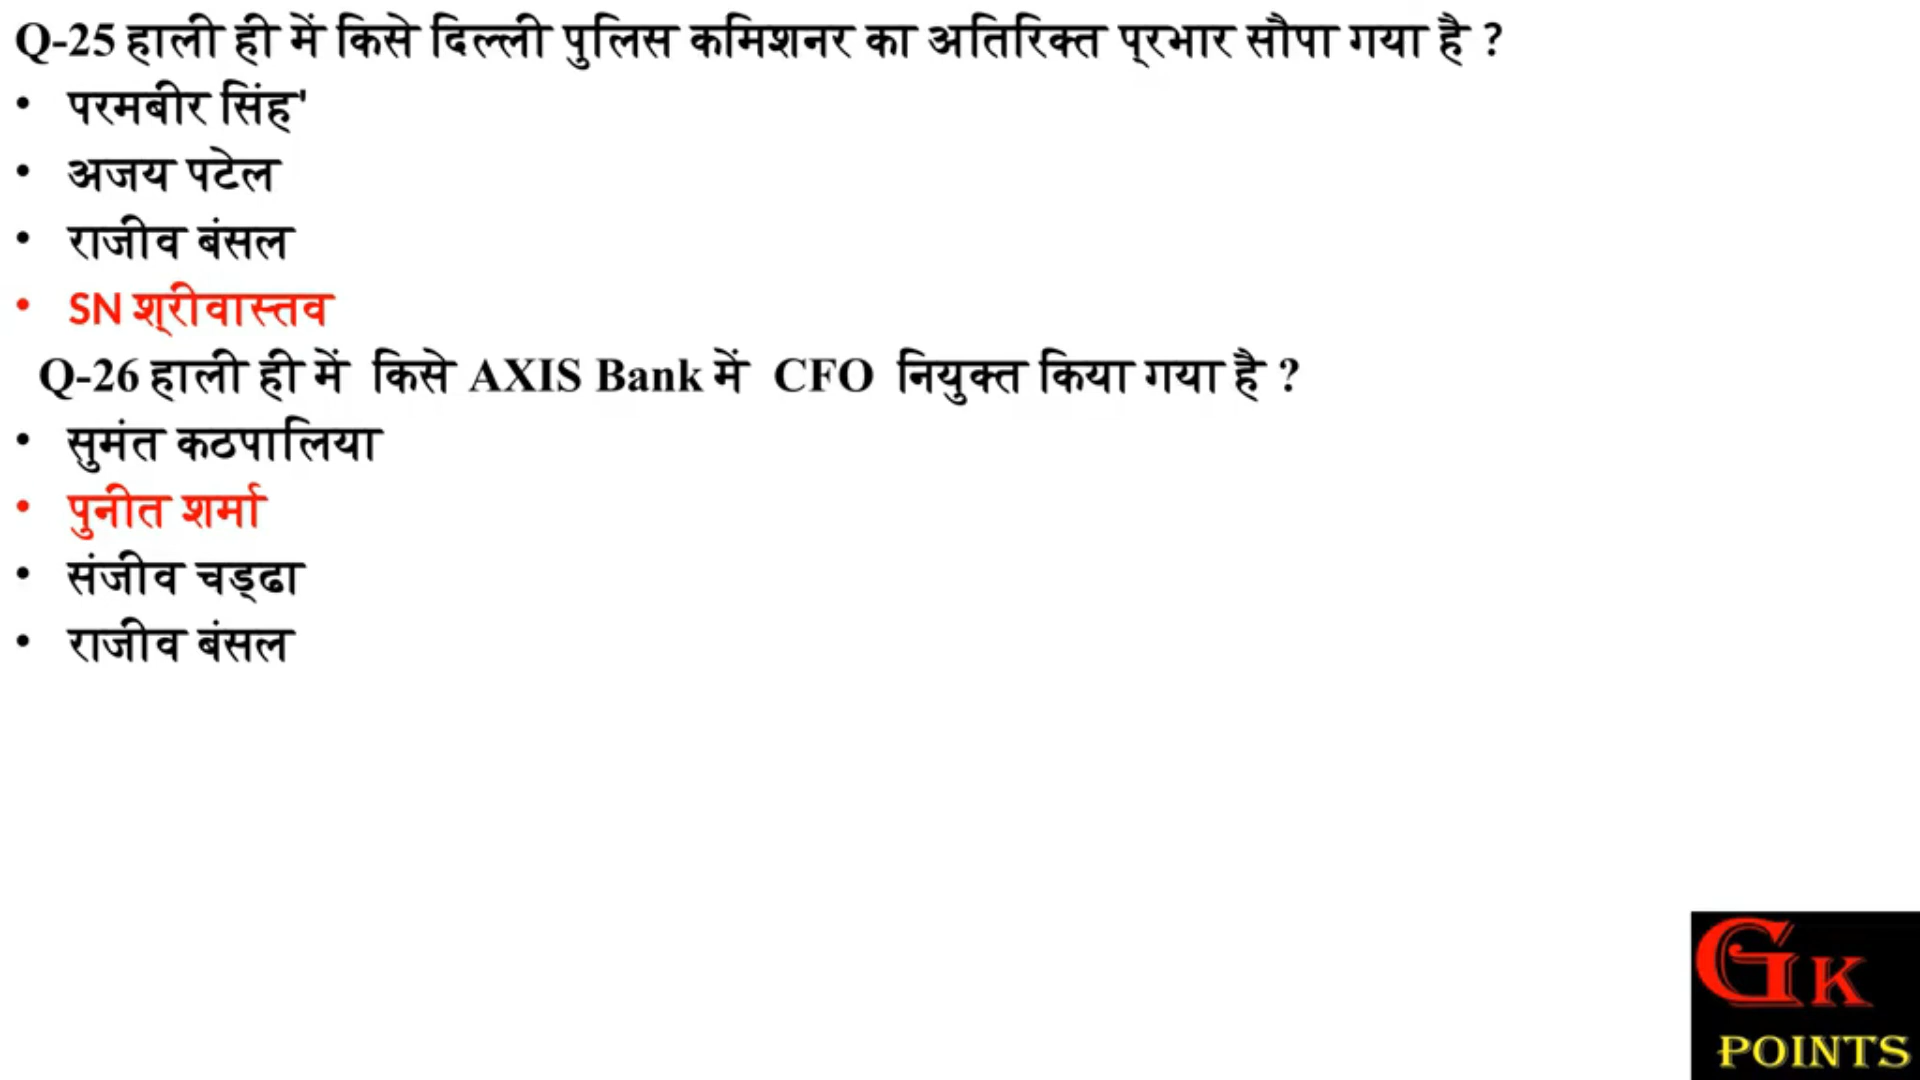 Q-25 हाली ही में किसे दिल्ली पुलिस कमिशनर का अतिरिक्त प्रभार सौपा गया है ?
• परमबीर सिंह'
• अजय पटेल
• राजीव बंसल
• SN श्रीवास्तव
Q-26 हाली ही में किसे AXIS Bank में CFO नियुक्त किया गया है ?
• सुमंत कठपालिया
• पुनीत शर्मा
• संजीव चड्ढा
• राजीव बंसल
GK
POINTS